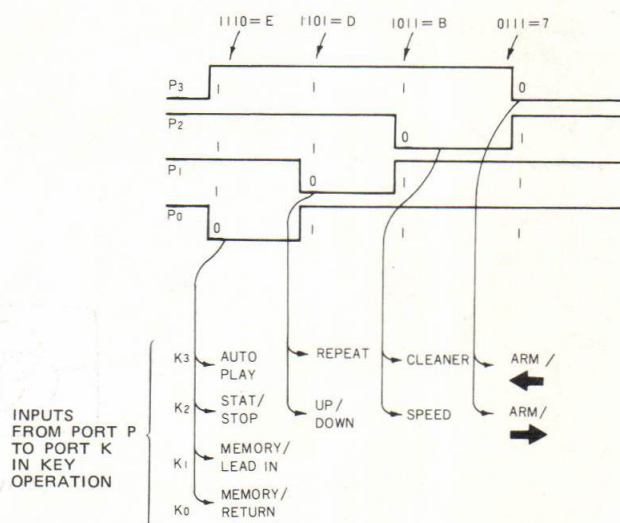 1110=E 1101=D 1011=B 0111=7
P3 1 1 1 0
P2 1 1 0 1
P1 1 0 1 1
P0 0 1 1 1
K3 AUTO PLAY REPEAT CLEANER ARM/
K2 STAT/ STOP UP/ DOWN SPEED ARM/
K1 MEMORY/ LEAD IN
K0 MEMORY/ RETURN
INPUTS
FROM PORT P
TO PORT K
IN KEY
OPERATION